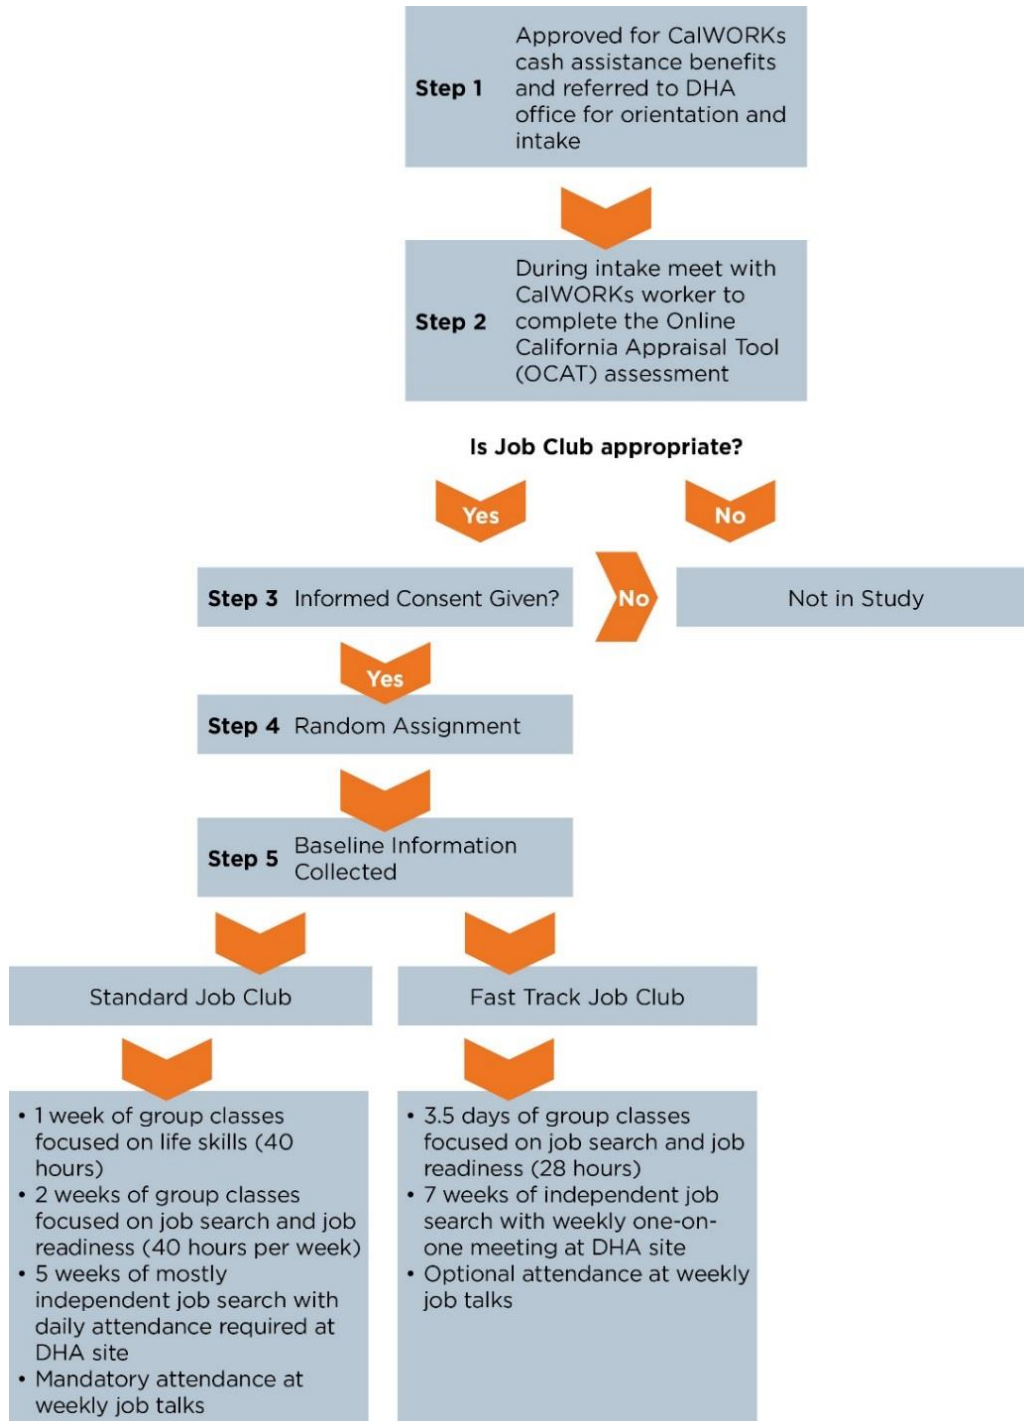 Step 1
Approved for CalWORKs
cash assistance benefits
and referred to DHA
office for orientation and
intake
Step 2
During intake meet with
CalWORKs worker to
complete the Online
California Appraisal Tool
(OCAT) assessment
Is Job Club appropriate?
Yes
No
Step 3 Informed Consent Given?
No
Not in Study
Yes
Step 4 Random Assignment
Step 5
Baseline Information
Collected
Standard Job Club
Fast Track Job Club
• 1 week of group classes
focused on life skills (40
hours)
• 2 weeks of group classes
focused on job search and job
readiness (40 hours per week)
• 5 weeks of mostly
independent job search with
daily attendance required at
DHA site
• Mandatory attendance at
weekly job talks
• 3.5 days of group classes
focused on job search and job
readiness (28 hours)
• 7 weeks of independent job
search with weekly one-on-
one meeting at DHA site
• Optional attendance at weekly
job talks